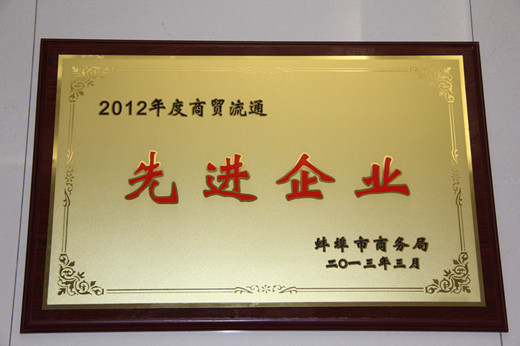 2012年度商贸流通
先进企业
蚌埠市商务局
二〇一三年三月